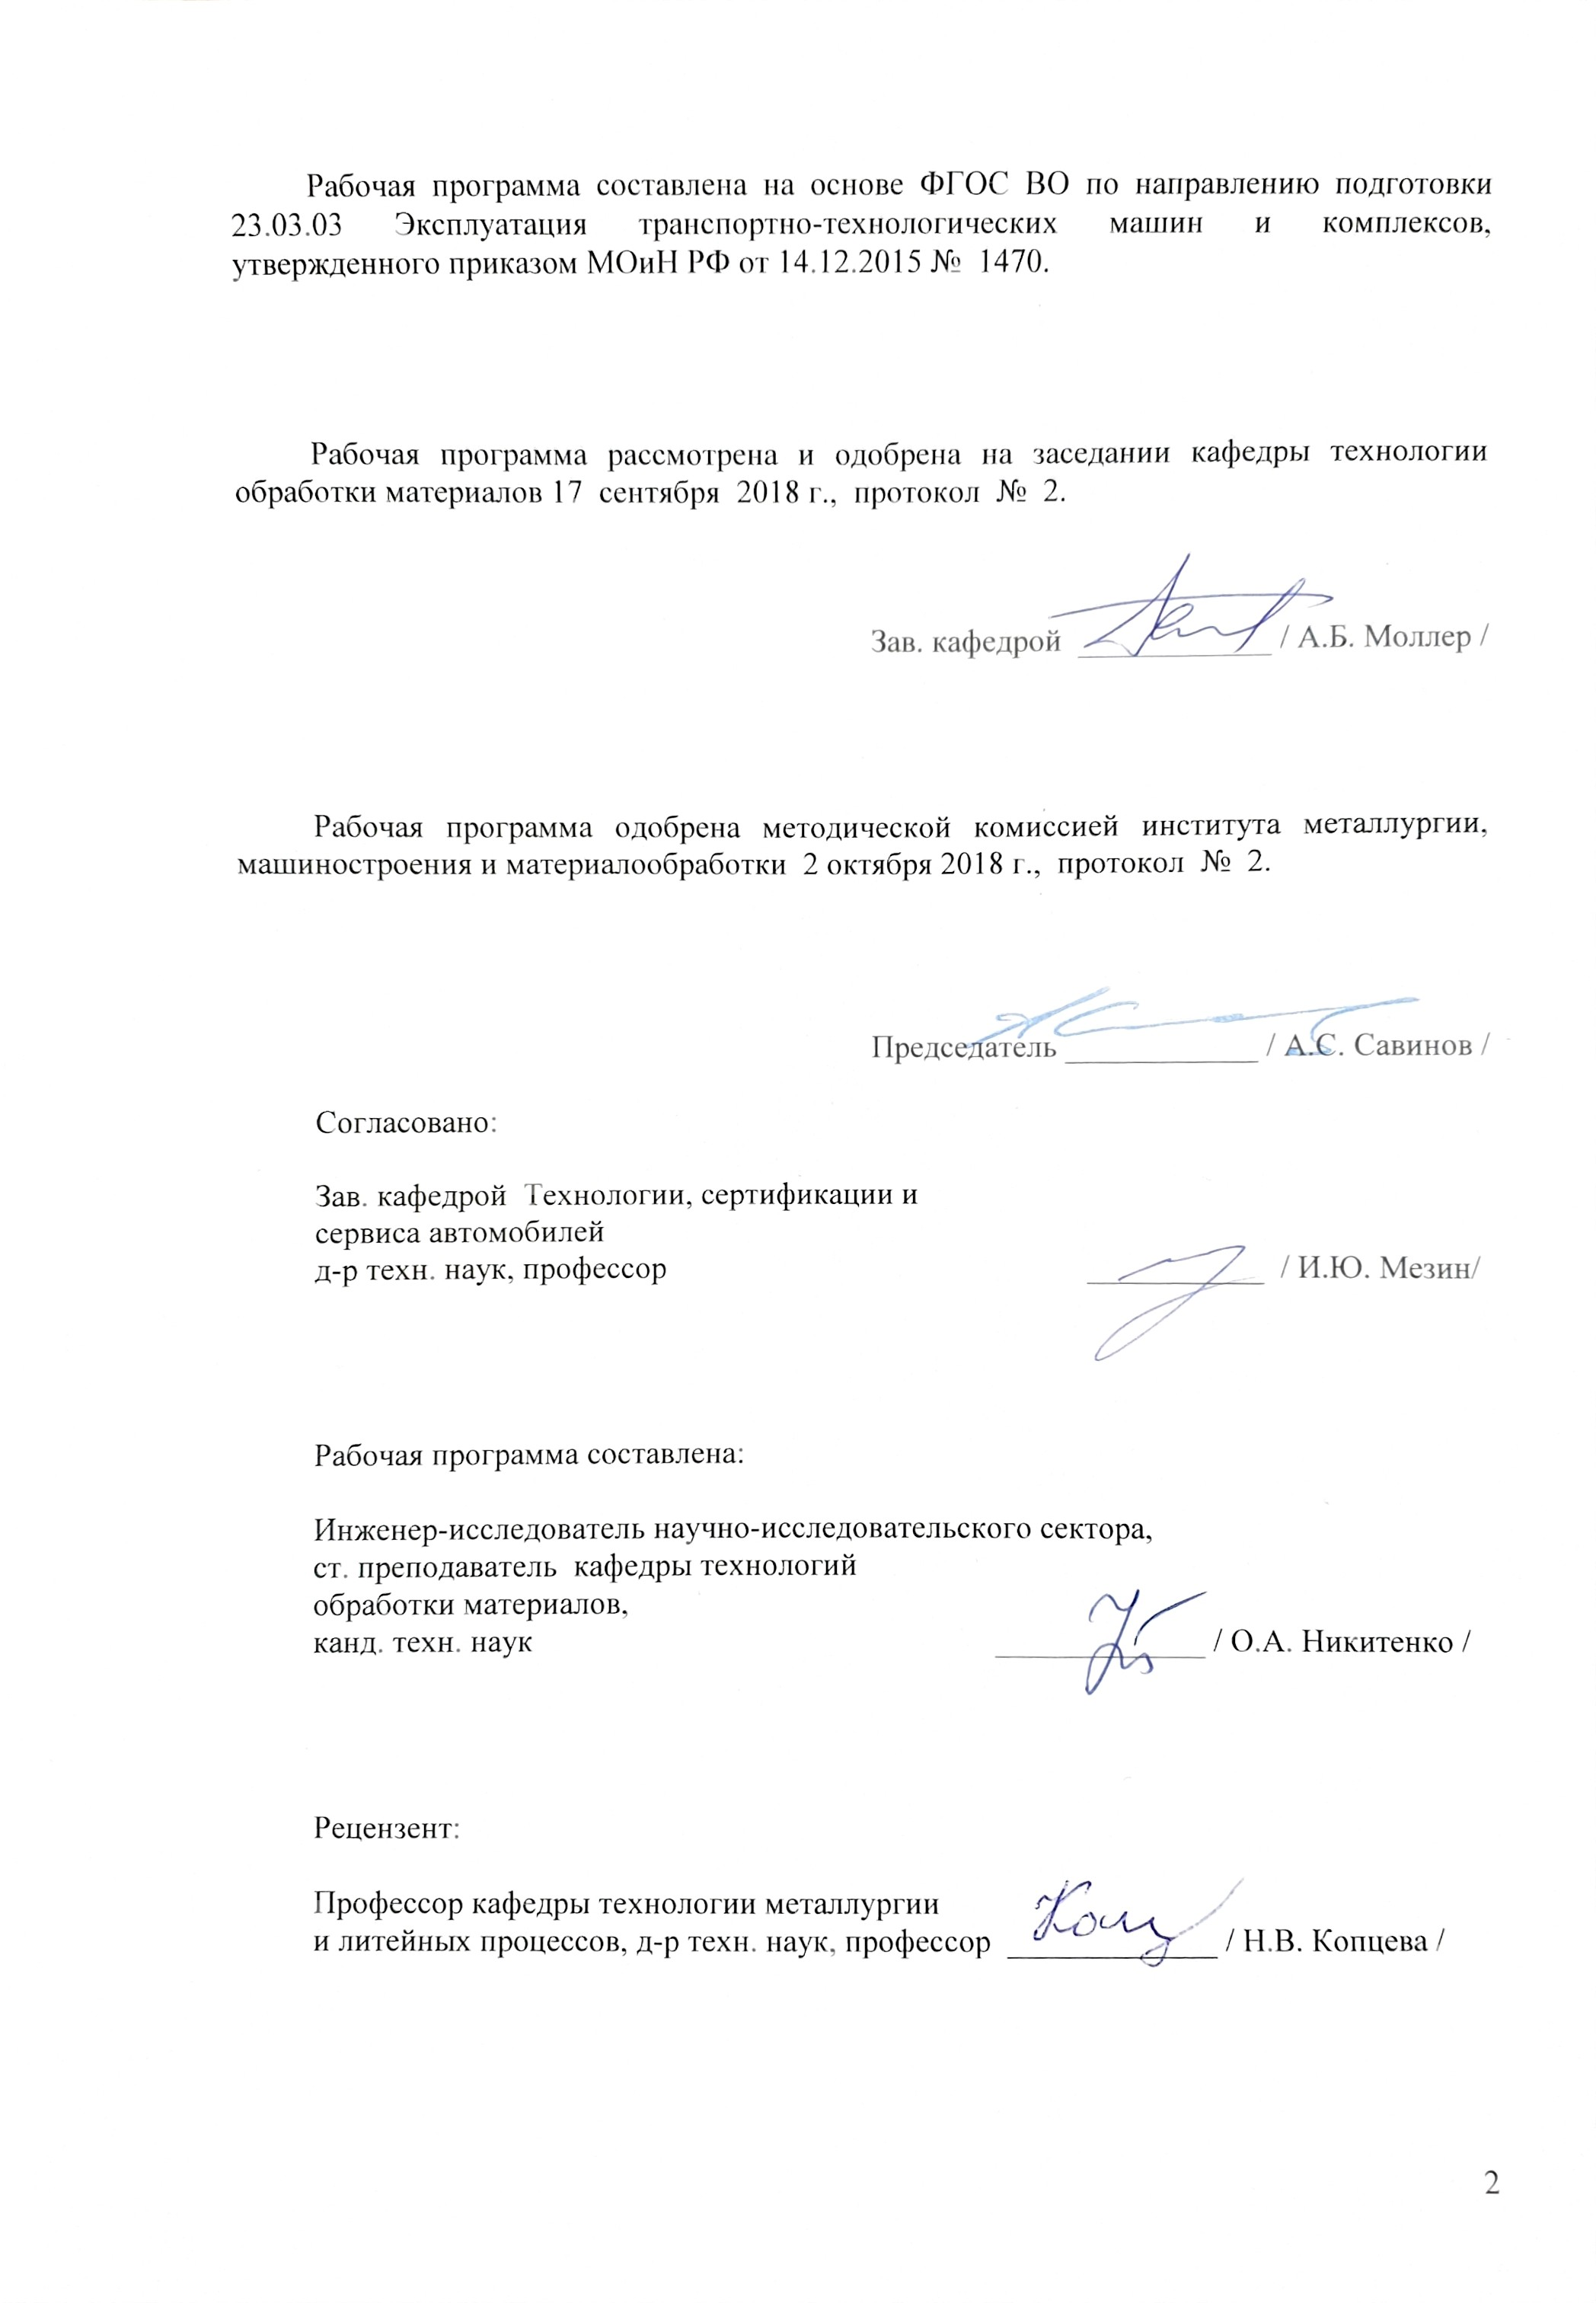 Рабочая программа составлена на основе ФГОС ВО по направлению подготовки
23.03.03 Эксплуатация транспортно-технологических машин и комплексов,
утвержденного приказом МОиН РФ от 14.12.2015 № 1470.
Рабочая программа рассмотрена и одобрена на заседании кафедры технологии
обработки материалов 17 сентября 2018 г., протокол № 2.
Зав. кафедрой ____________ / А.Б. Моллер /
Рабочая программа одобрена методической комиссией института металлургии,
машиностроения и материалообработки 2 октября 2018 г., протокол № 2.
Председатель ____________ / А.С. Савинов /
Согласовано:
Зав. кафедрой Технологии, сертификации и
сервиса автомобилей
д-р техн. наук, профессор ____________ / И.Ю. Мезин/
Рабочая программа составлена:
Инженер-исследователь научно-исследовательского сектора,
ст. преподаватель кафедры технологий
обработки материалов,
канд. техн. наук ____________ / О.А. Никитенко /
Рецензент:
Профессор кафедры технологии металлургии
и литейных процессов, д-р техн. наук, профессор ____________ / Н.В. Копцева /
2